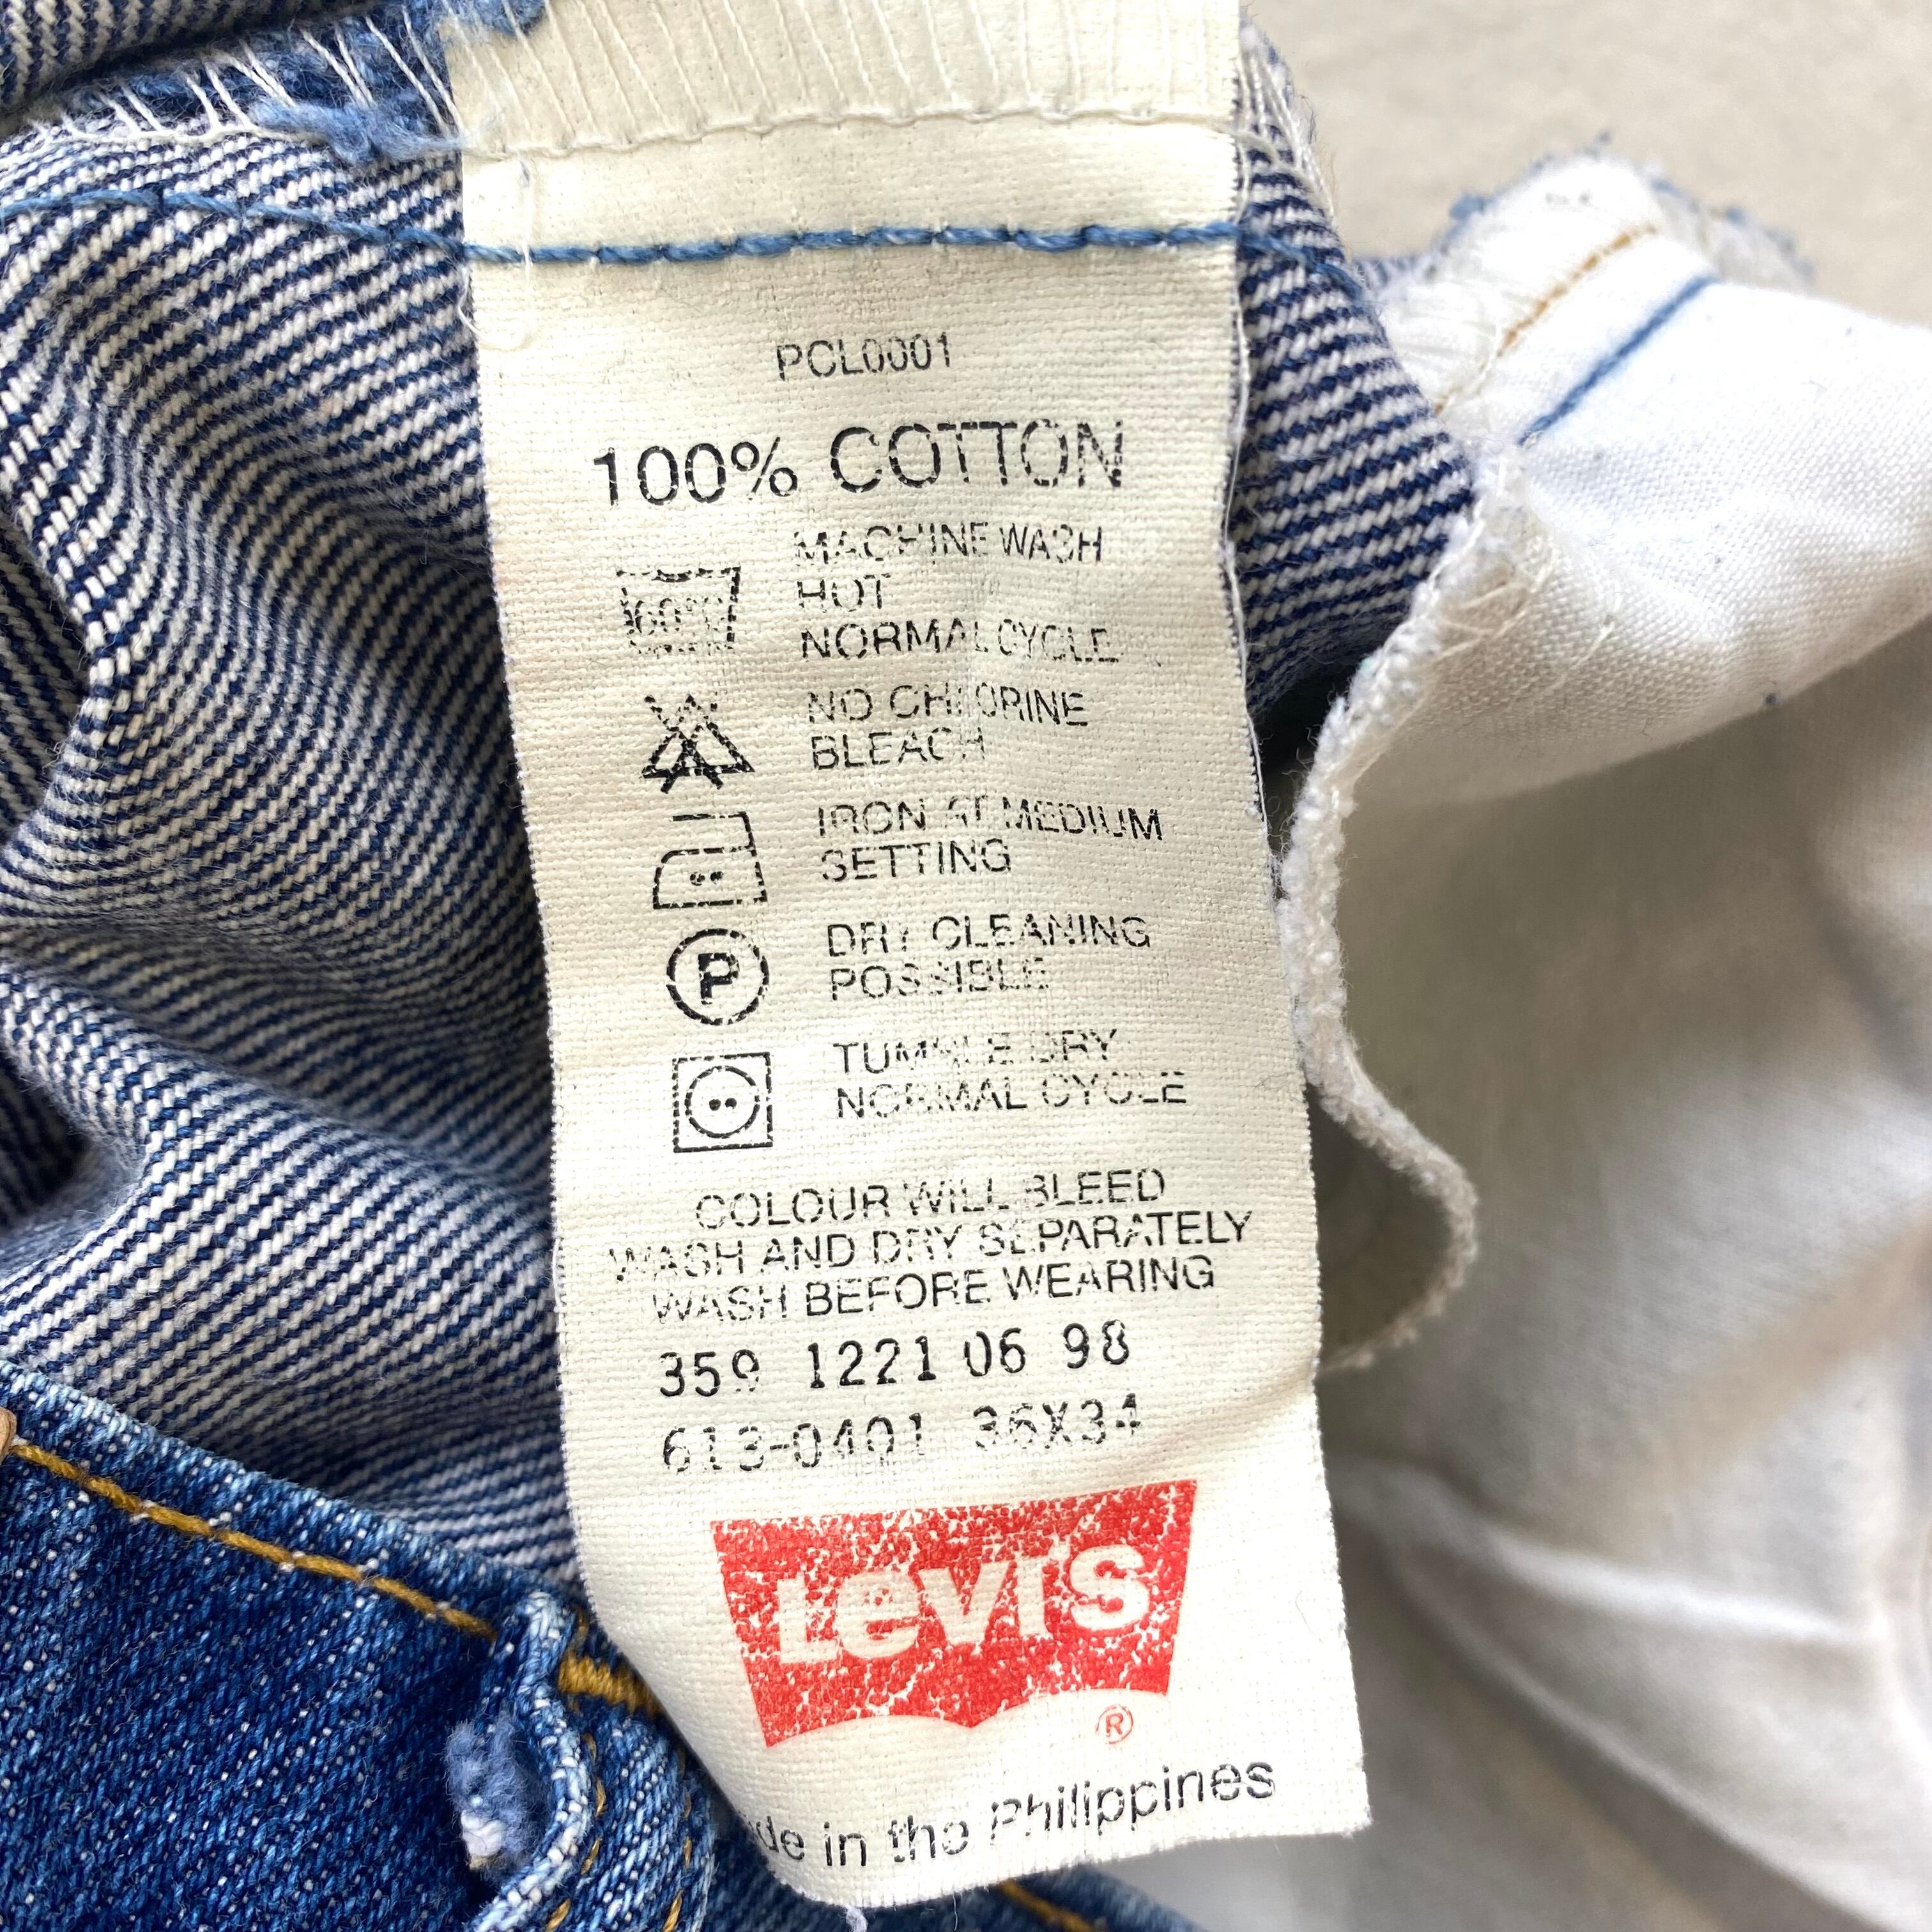 PCL0001
100% COTTON
60°C
MACHINE WASH
HOT
NORMAL CYCLE
NO CHLORINE
BLEACH
IRON AT MEDIUM
SETTING
P
DRY CLEANING
POSSIBLE
TUMBLE DRY
NORMAL CYCLE
COLOUR WILL BLEED
WASH AND DRY SEPARATELY
WASH BEFORE WEARING
359 1221 06 98
613-0401 36X34
Levi's
®
de in the Philippines